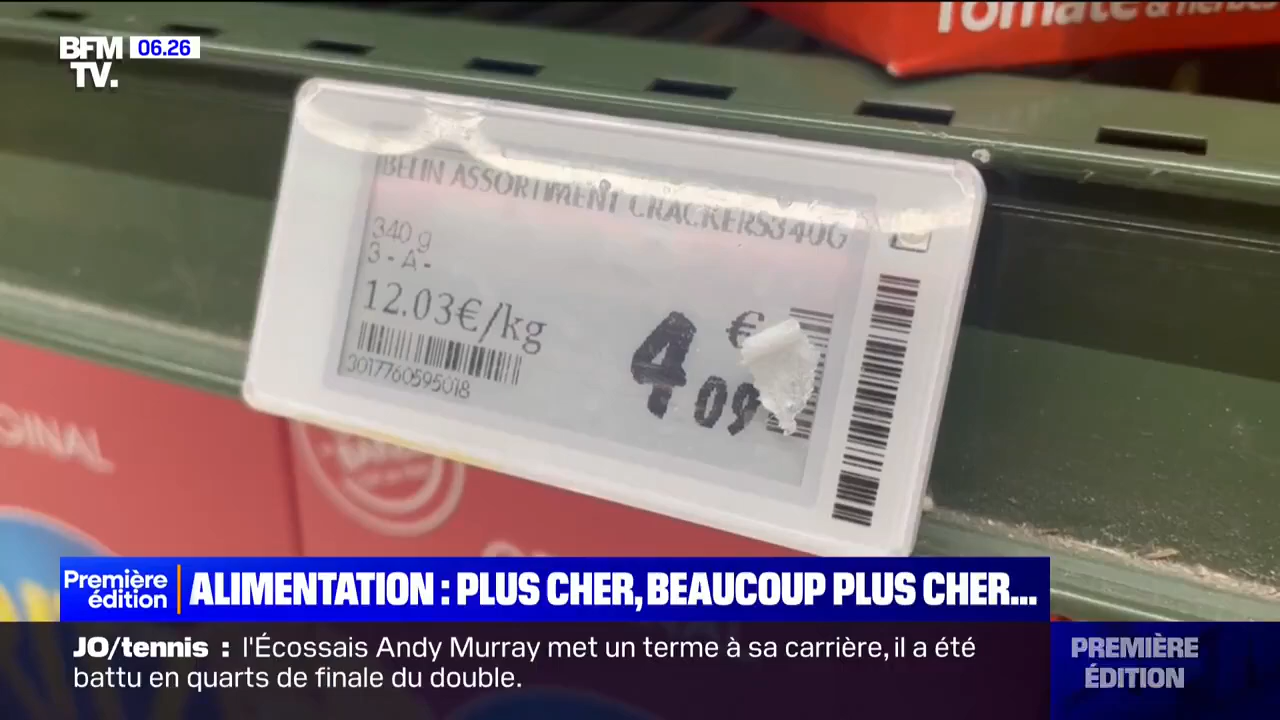 Tomate & herbes
BFM
TV.
06.26
BELIN ASSORTIMENT CRACKERS340G
340 g
3 - A -
12.03€/kg
4 €
09
3017760595018
GINAL
Première
édition
ALIMENTATION : PLUS CHER, BEAUCOUP PLUS CHER...
JO/tennis : l'Écossais Andy Murray met un terme à sa carrière, il a été
battu en quarts de finale du double.
PREMIÈRE
ÉDITION